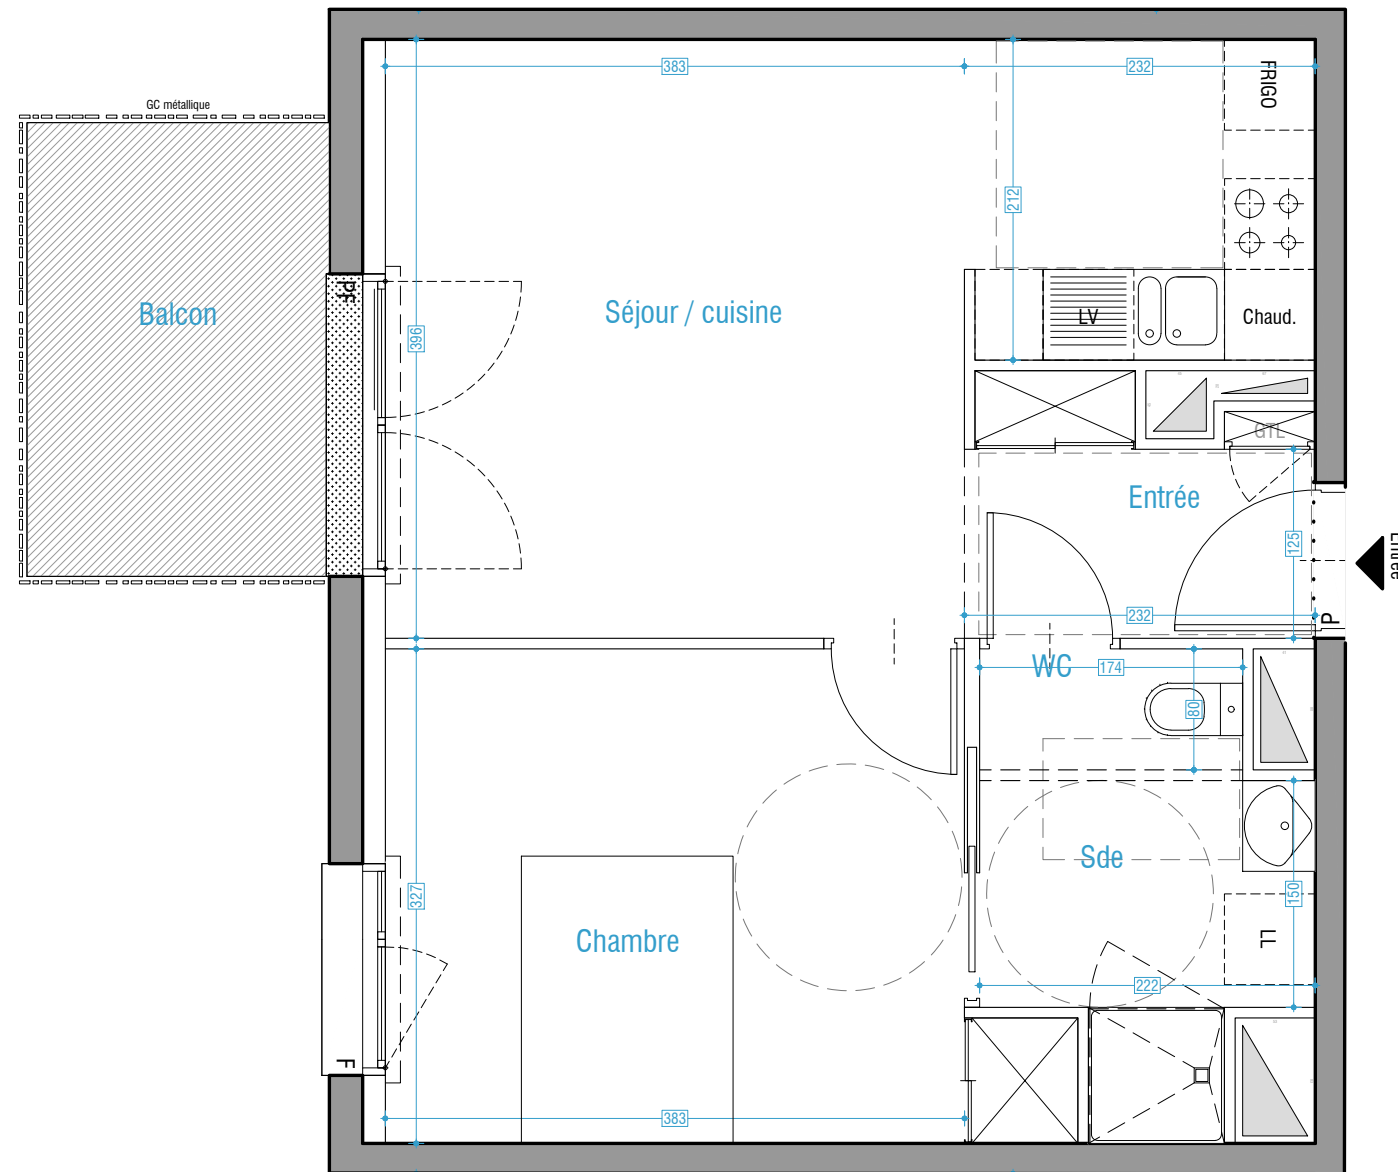 383
232
FRIGO
GC métallique
212
Balcon
PF
Séjour / cuisine
396
LV
Chaud.
GTL
Entrée
125
Entrée
232
P
WC
174
80
Sde
327
150
Chambre
LL
222
F
383